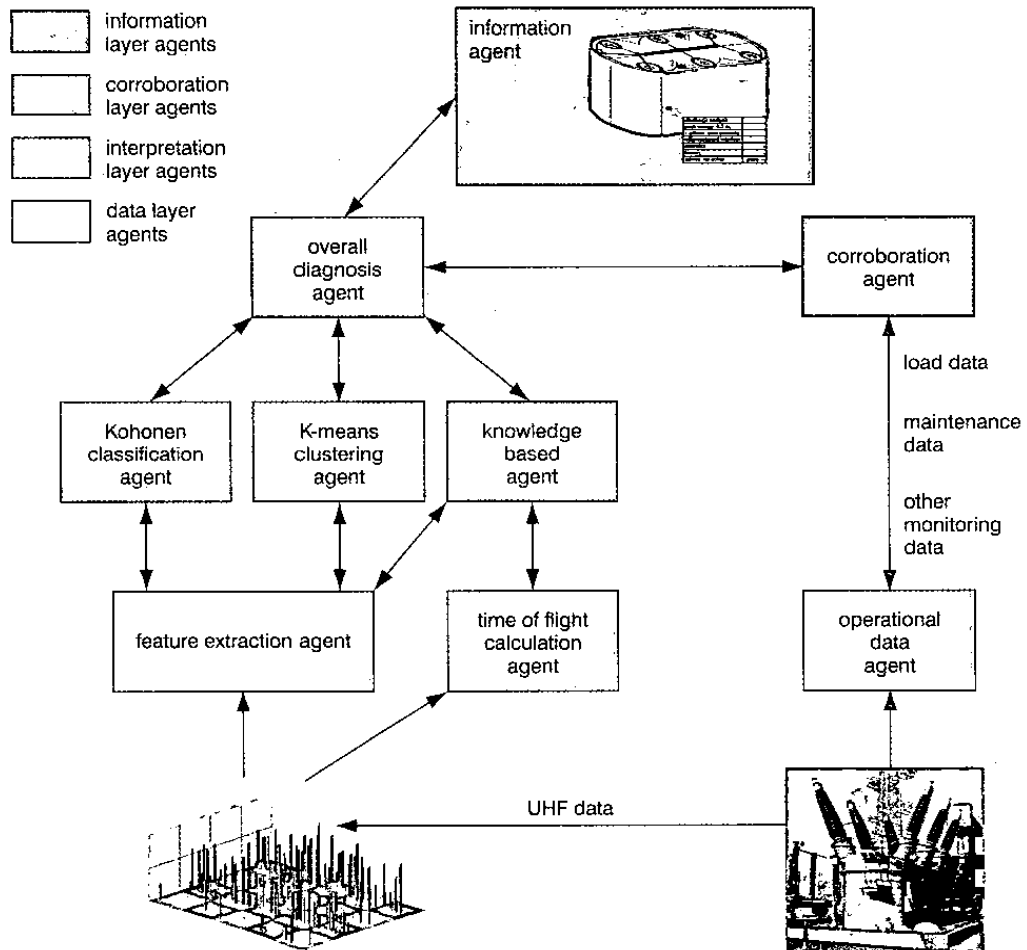 information
layer agents
corroboration
layer agents
interpretation
layer agents
data layer
agents
information
agent
overall
diagnosis
agent
corroboration
agent
load data
maintenance
data
other
monitoring
data
Kohonen
classification
agent
K-means
clustering
agent
knowledge
based agent
feature extraction agent
time of flight
calculation
agent
operational
data
agent
UHF data